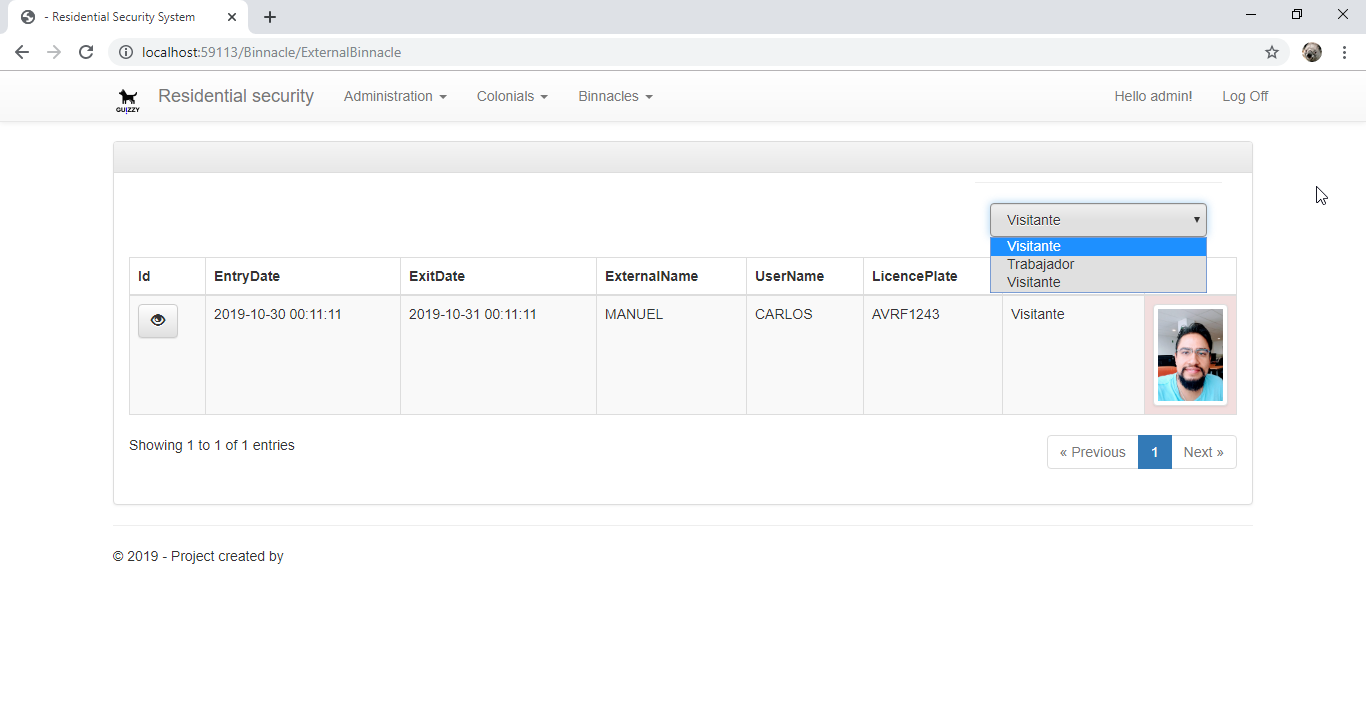 - Residential Security System
localhost:59113/Binnacle/ExternalBinnacle
GUIZZY Residential security Administration Colonials Binnacles Hello admin! Log Off
Visitante
Visitante
Trabajador
Visitante
Id EntryDate ExitDate ExternalName UserName LicencePlate
2019-10-30 00:11:11 2019-10-31 00:11:11 MANUEL CARLOS AVRF1243 Visitante
Showing 1 to 1 of 1 entries « Previous 1 Next »
© 2019 - Project created by